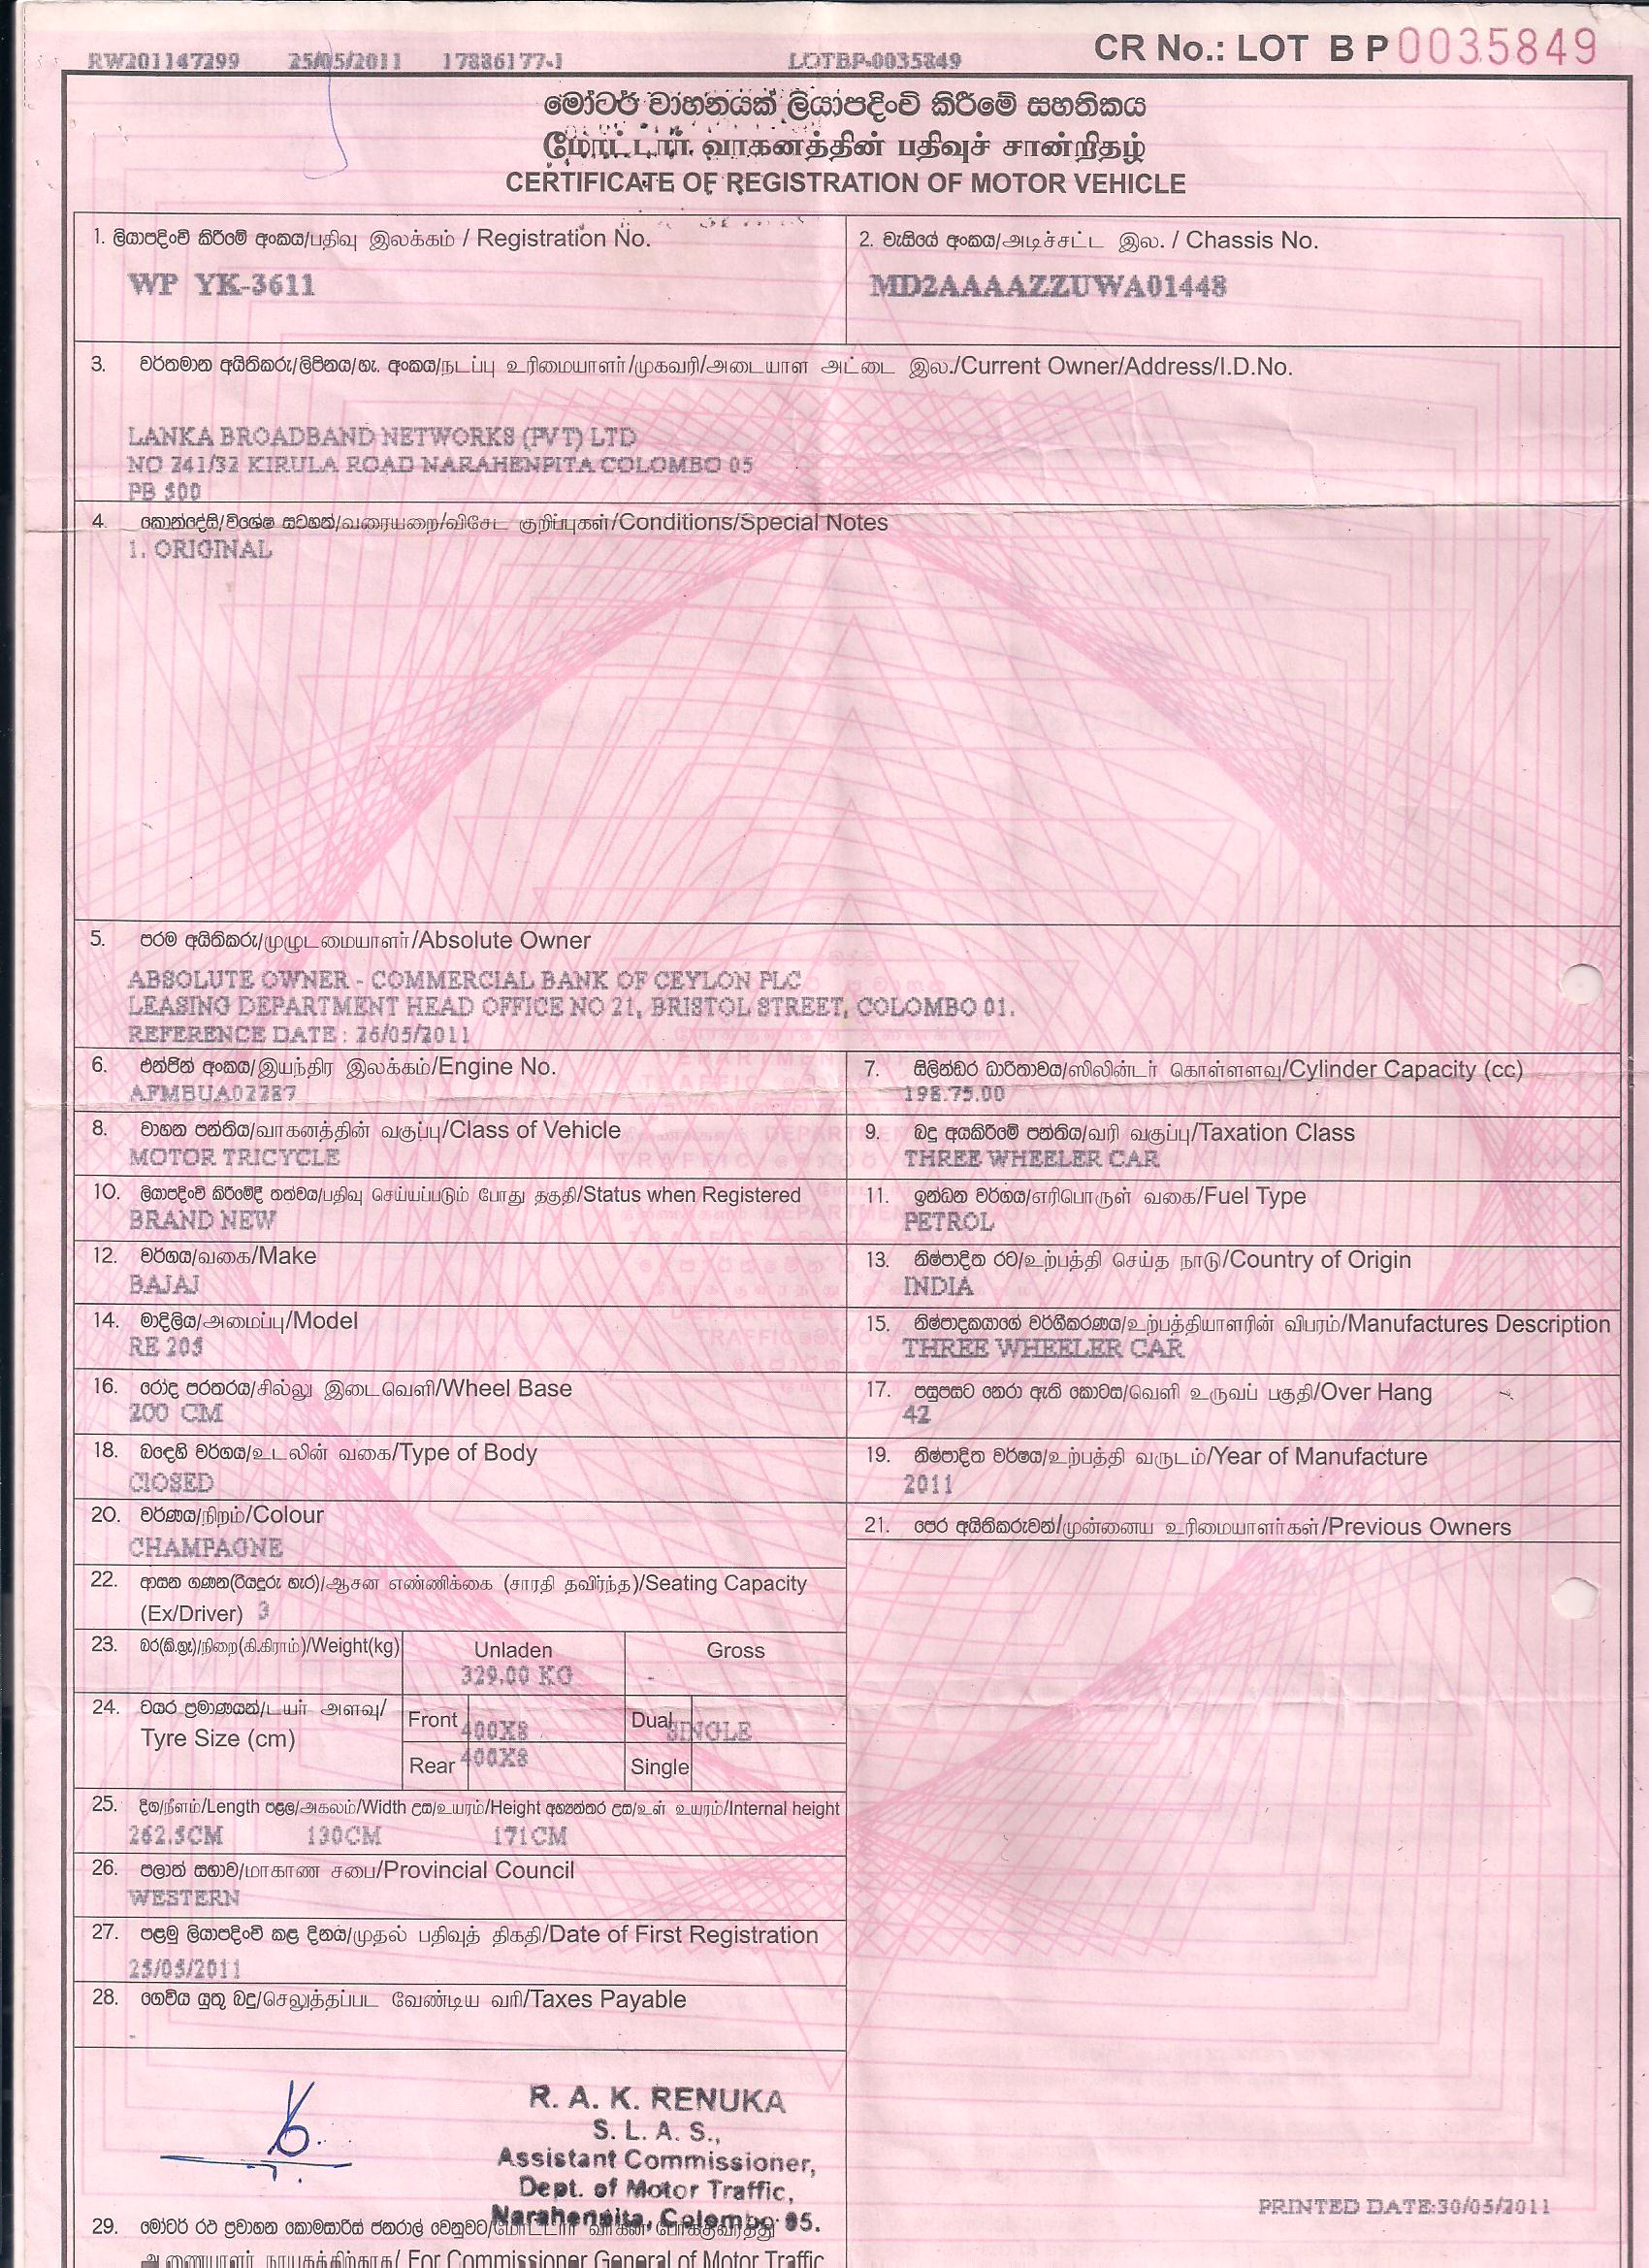 RW201147299 25/05/2011 17886177-1 LOTBP-0035849 CR No.: LOT B P 0035849
මෝටර් වාහනයක් ලියාපදිංචි කිරීමේ සහතිකය
மோட்டார் வாகனத்தின் பதிவுச் சான்றிதழ்
CERTIFICATE OF REGISTRATION OF MOTOR VEHICLE
1. ලියාපදිංචි කිරීමේ අංකය/பதிவு இலக்கம் / Registration No.
WP YK-3611
2. චැසියේ අංකය/அடிச்சட்ட இல. / Chassis No.
MD2AAAAZZUWA01448
3. වර්තමාන අයිතිකරු/ලිපිනය/හැ. අංකය/நடப்பு உரிமையாளர்/முகவரி/அடையாள அட்டை இல./Current Owner/Address/I.D.No.
LANKA BROADBAND NETWORKS (PVT) LTD
NO 241/32 KIRULA ROAD NARAHENPITA COLOMBO 05
PB 500
4. කොන්දේසි/විශේෂ සටහන්/வரையறை/விசேட குறிப்புகள்/Conditions/Special Notes
1. ORIGINAL
5. පරම අයිතිකරු/முழுடமையாளர்/Absolute Owner
ABSOLUTE OWNER - COMMERCIAL BANK OF CEYLON PLC
LEASING DEPARTMENT HEAD OFFICE NO 21, BRISTOL STREET, COLOMBO 01.
REFERENCE DATE : 26/05/2011
6. එන්ජින් අංකය/இயந்திர இலக்கம்/Engine No.
AFMBUA02287
7. සිලින්ඩර ධාරිතාවය/ஸிலின்டர் கொள்ளளவு/Cylinder Capacity (cc)
198.75.00
8. වාහන පන්තිය/வாகனத்தின் வகுப்பு/Class of Vehicle
MOTOR TRICYCLE
9. බදු අයකිරීමේ පන්තිය/வரி வகுப்பு/Taxation Class
THREE WHEELER CAR
10. ලියාපදිංචි කිරීමේදී තත්වය/பதிவு செய்யப்படும் போது தகுதி/Status when Registered
BRAND NEW
11. ඉන්ධන වර්ගය/எரிபொருள் வகை/Fuel Type
PETROL
12. වර්ගය/வகை/Make
BAJAJ
13. නිෂ්පාදිත රට/உற்பத்தி செய்த நாடு/Country of Origin
INDIA
14. මාදිලිය/அமைப்பு/Model
RE 205
15. නිෂ්පාදකයාගේ වර්ගීකරණය/உற்பத்தியாளரின் விபரம்/Manufactures Description
THREE WHEELER CAR
16. රෝද පරතරය/சில்லு இடைவெளி/Wheel Base
200 CM
17. පසුපසට නෙරා ඇති කොටස/வெளி உருவப் பகுதி/Over Hang
42
18. බඳෙහි වර්ගය/உடலின் வகை/Type of Body
ClOSED
19. නිෂ්පාදිත වර්ෂය/உற்பத்தி வருடம்/Year of Manufacture
2011
20. වර්ණය/நிறம்/Colour
CHAMPAGNE
21. පෙර අයිතිකරුවන්/முன்னைய உரிமையாளர்கள்/Previous Owners
22. ආසන ගණන(රියදුරු හැර)/ஆசன எண்ணிக்கை (சாரதி தவிர்ந்த)/Seating Capacity
(Ex/Driver) 3
23. බර(කි.ග්‍රෑ)/நிறை(கி.கிராம்)/Weight(kg) Unladen Gross
329.00 KG -
24. ටයර ප්‍රමාණයන්/டயர் அளவு/
Tyre Size (cm)
Front 400X8 Dual SINGLE
Rear 400X8 Single
25. දිග/நீளம்/Length පළල/அகலம்/Width උස/உயரம்/Height අභ්‍යන්තර උස/உள் உயரம்/Internal height
262.5CM 130CM 171CM
26. පලාත් සභාව/மாகாண சபை/Provincial Council
WESTERN
27. පළමු ලියාපදිංචි කළ දිනය/முதல் பதிவுத் திகதி/Date of First Registration
25/05/2011
28. ගෙවිය යුතු බදු/செலுத்தப்பட வேண்டிய வரி/Taxes Payable
-
R. A. K. RENUKA
S. L. A. S.,
Assistant Commissioner,
Dept. of Motor Traffic,
Narahenpita, Colombo 05.
PRINTED DATE:30/05/2011
29. මෝටර් රථ ප්‍රවාහන කොමසාරිස් ජනරාල් වෙනුවට/மோட்டார் வாகன போக்குவரத்து
ஆணையாளர் நாயகத்திற்காக/ For Commissioner General of Motor Traffic